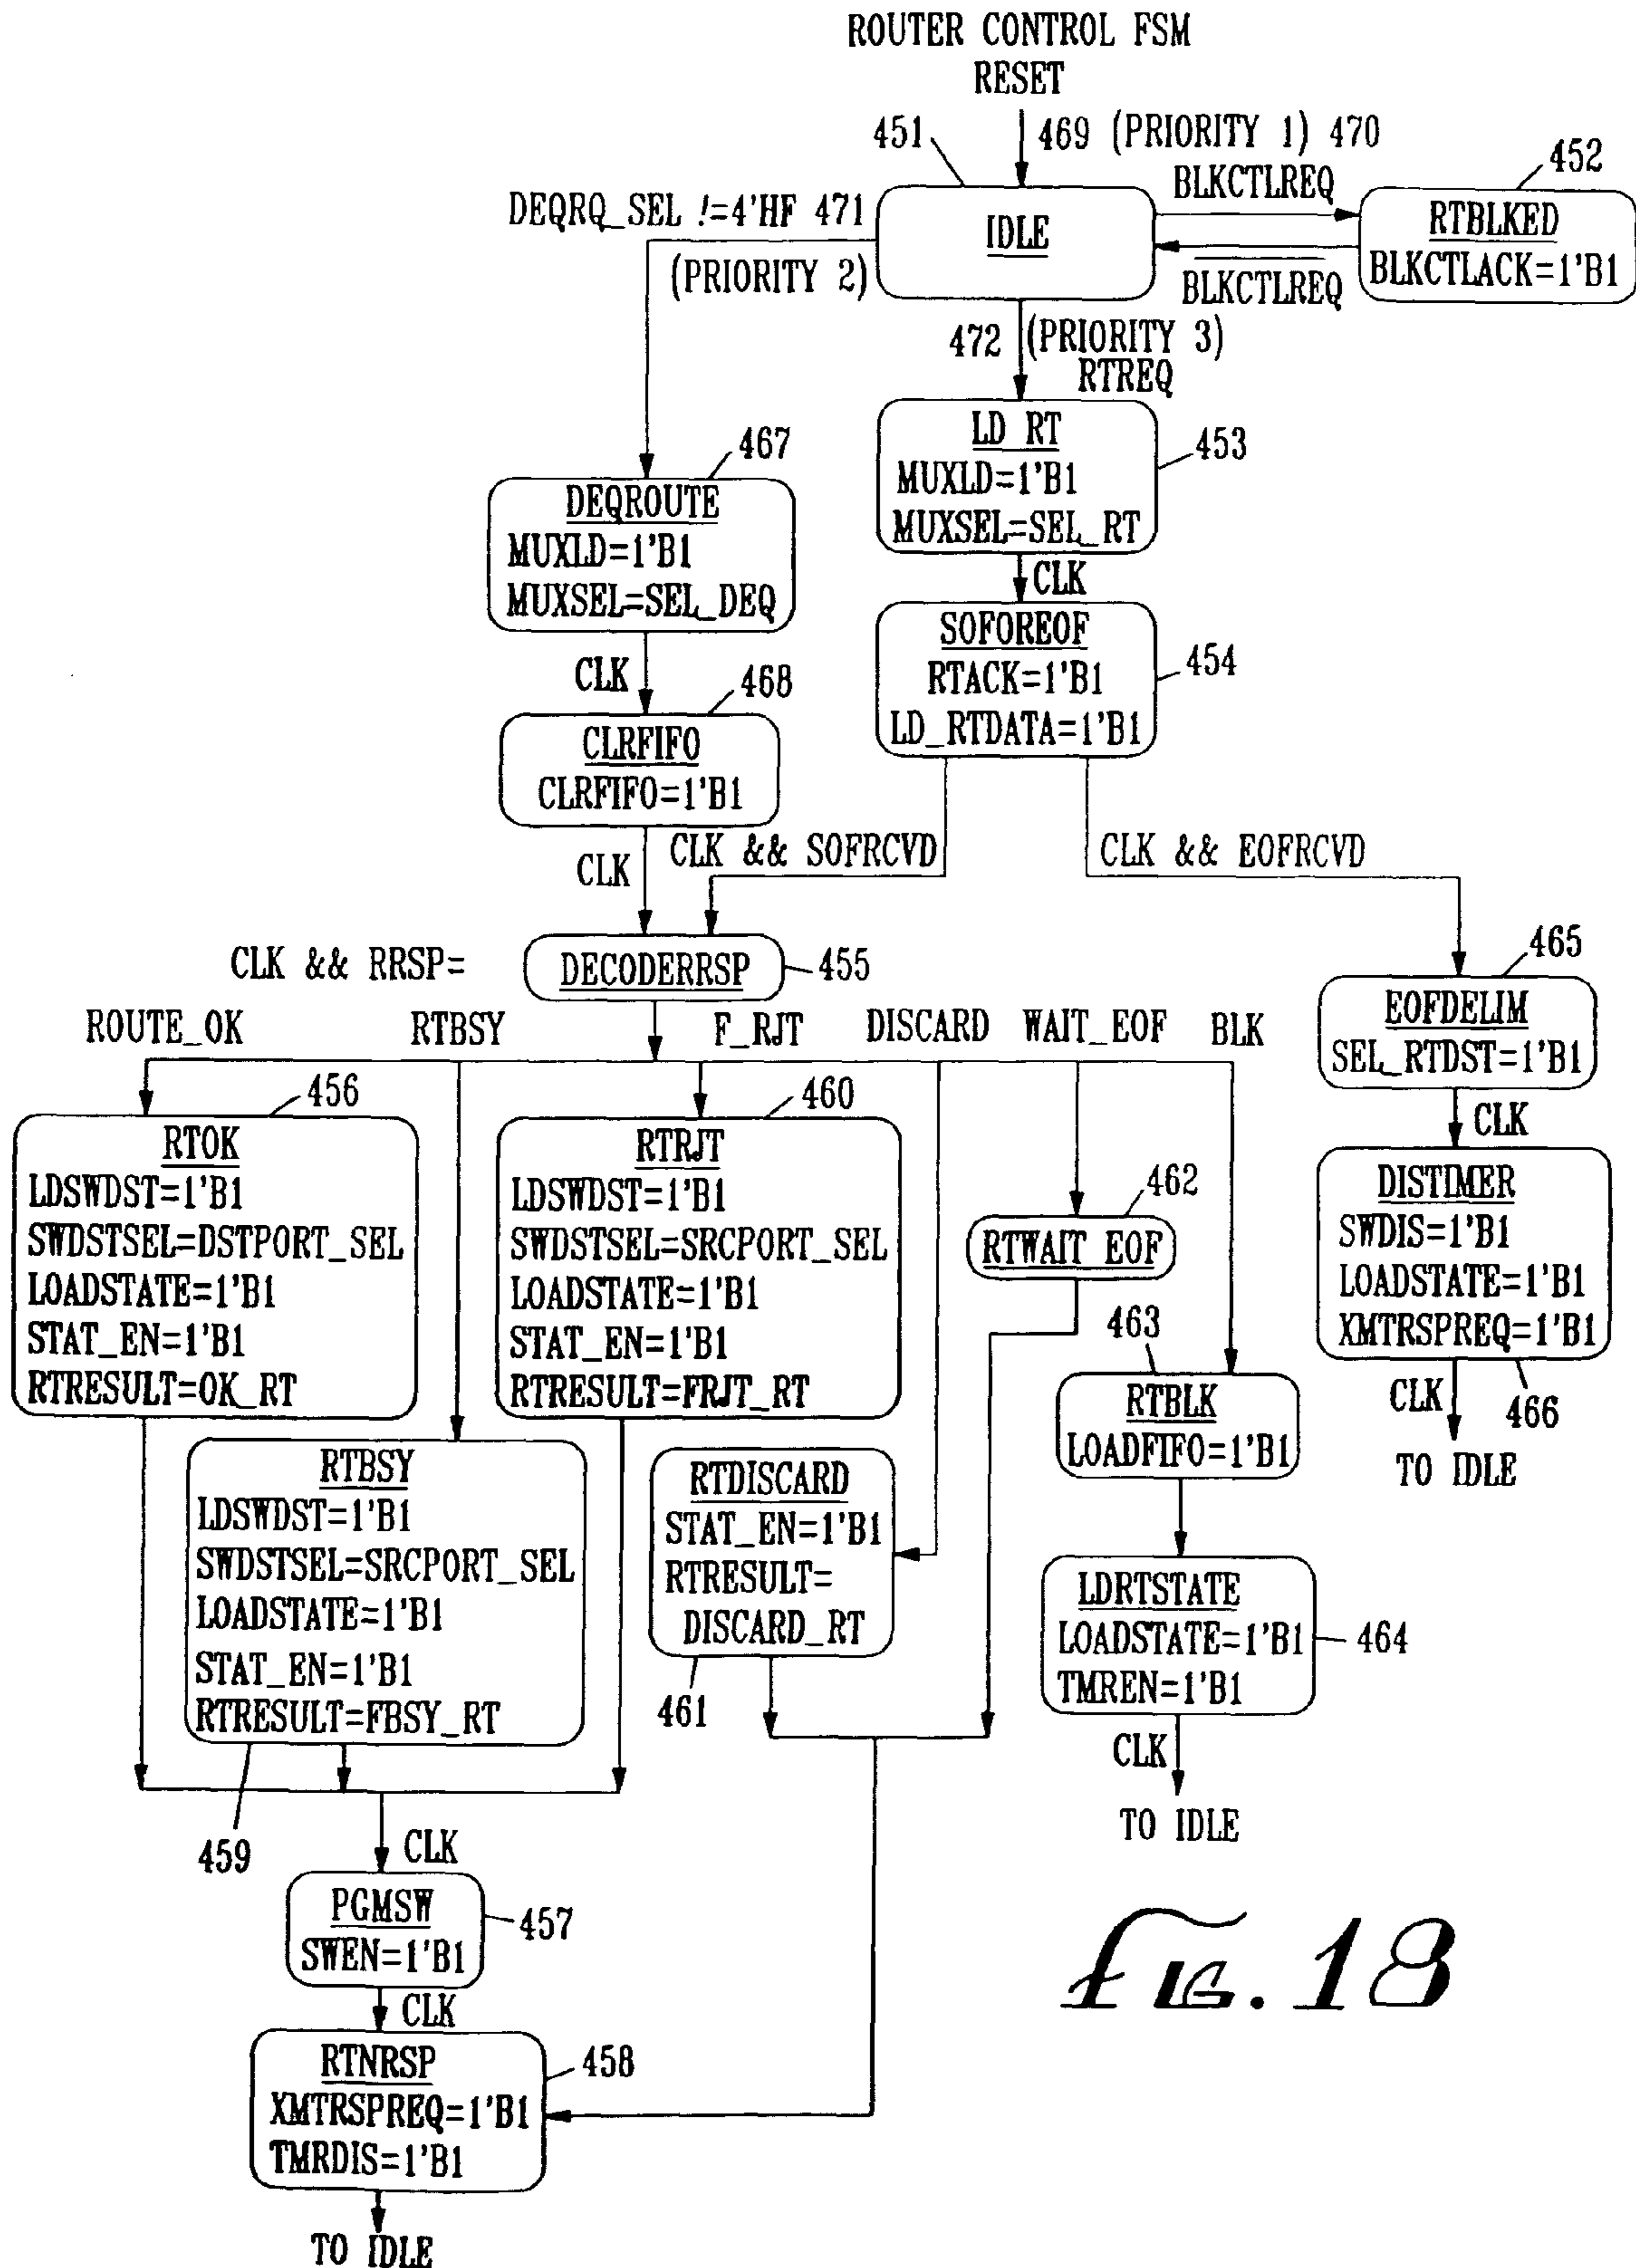 ROUTER CONTROL FSM
RESET
451
469 (PRIORITY 1) 470
452
BLKCTLREQ
DEQRQ_SEL !=4'HF 471
IDLE
RTBLKED
BLKCTLACK=1'B1
(PRIORITY 2)
BLKCTLREQ
472
(PRIORITY 3)
RTREQ
467
LD_RT
MUXLD=1'B1
MUXSEL=SEL_RT
453
DEQROUTE
MUXLD=1'B1
MUXSEL=SEL_DEQ
CLK
SOFOREOF
RTACK=1'B1
LD_RTDATA=1'B1
454
CLK
468
CLRFIFO
CLRFIFO=1'B1
CLK
CLK && SOFRCVD
CLK && EOFRCVD
CLK && RRSP=
DECODERRSP
455
465
EOFDELIM
SEL_RTDST=1'B1
ROUTE_OK
RTBSY
F_RJT
DISCARD
WAIT_EOF
BLK
CLK
456
RTOK
LDSWDST=1'B1
SWDSTSEL=DSTPORT_SEL
LOADSTATE=1'B1
STAT_EN=1'B1
RTRESULT=OK_RT
460
RTRJT
LDSWDST=1'B1
SWDSTSEL=SRCPORT_SEL
LOADSTATE=1'B1
STAT_EN=1'B1
RTRESULT=FRJT_RT
462
RTWAIT_EOF
DISTIMER
SWDIS=1'B1
LOADSTATE=1'B1
XMTRSPREQ=1'B1
CLK
466
TO IDLE
463
RTBLK
LOADFIFO=1'B1
RTBSY
LDSWDST=1'B1
SWDSTSEL=SRCPORT_SEL
LOADSTATE=1'B1
STAT_EN=1'B1
RTRESULT=FBSY_RT
459
RTDISCARD
STAT_EN=1'B1
RTRESULT=
DISCARD_RT
461
LDRTSTATE
LOADSTATE=1'B1
TMREN=1'B1
464
CLK
TO IDLE
CLK
PGMSW
SWEN=1'B1
457
CLK
RTNRSP
XMTRSPREQ=1'B1
TMRDIS=1'B1
458
TO IDLE
FIG. 18